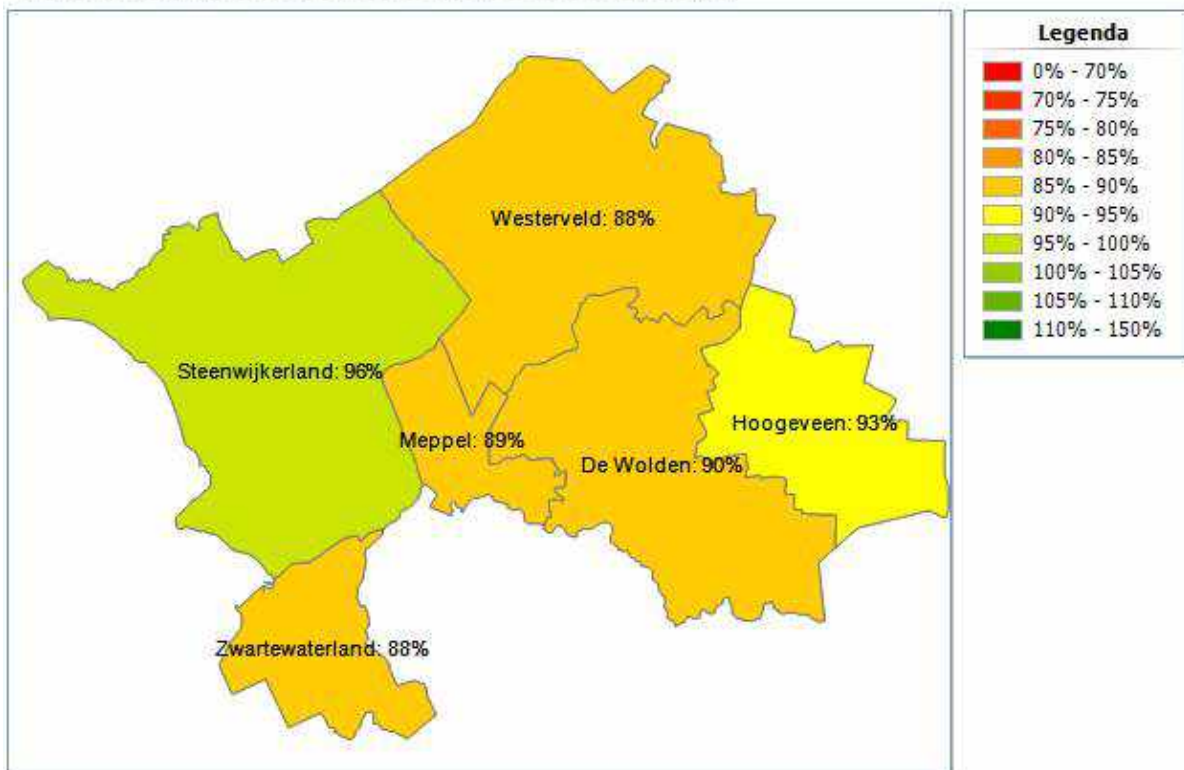 Legenda
0% - 70%
70% - 75%
75% - 80%
80% - 85%
85% - 90%
90% - 95%
95% - 100%
100% - 105%
105% - 110%
110% - 150%
Westerveld: 88%
Steenwijkerland: 96%
Meppel: 89%
Hoogeveen: 93%
De Wolden: 90%
Zwartewaterland: 88%